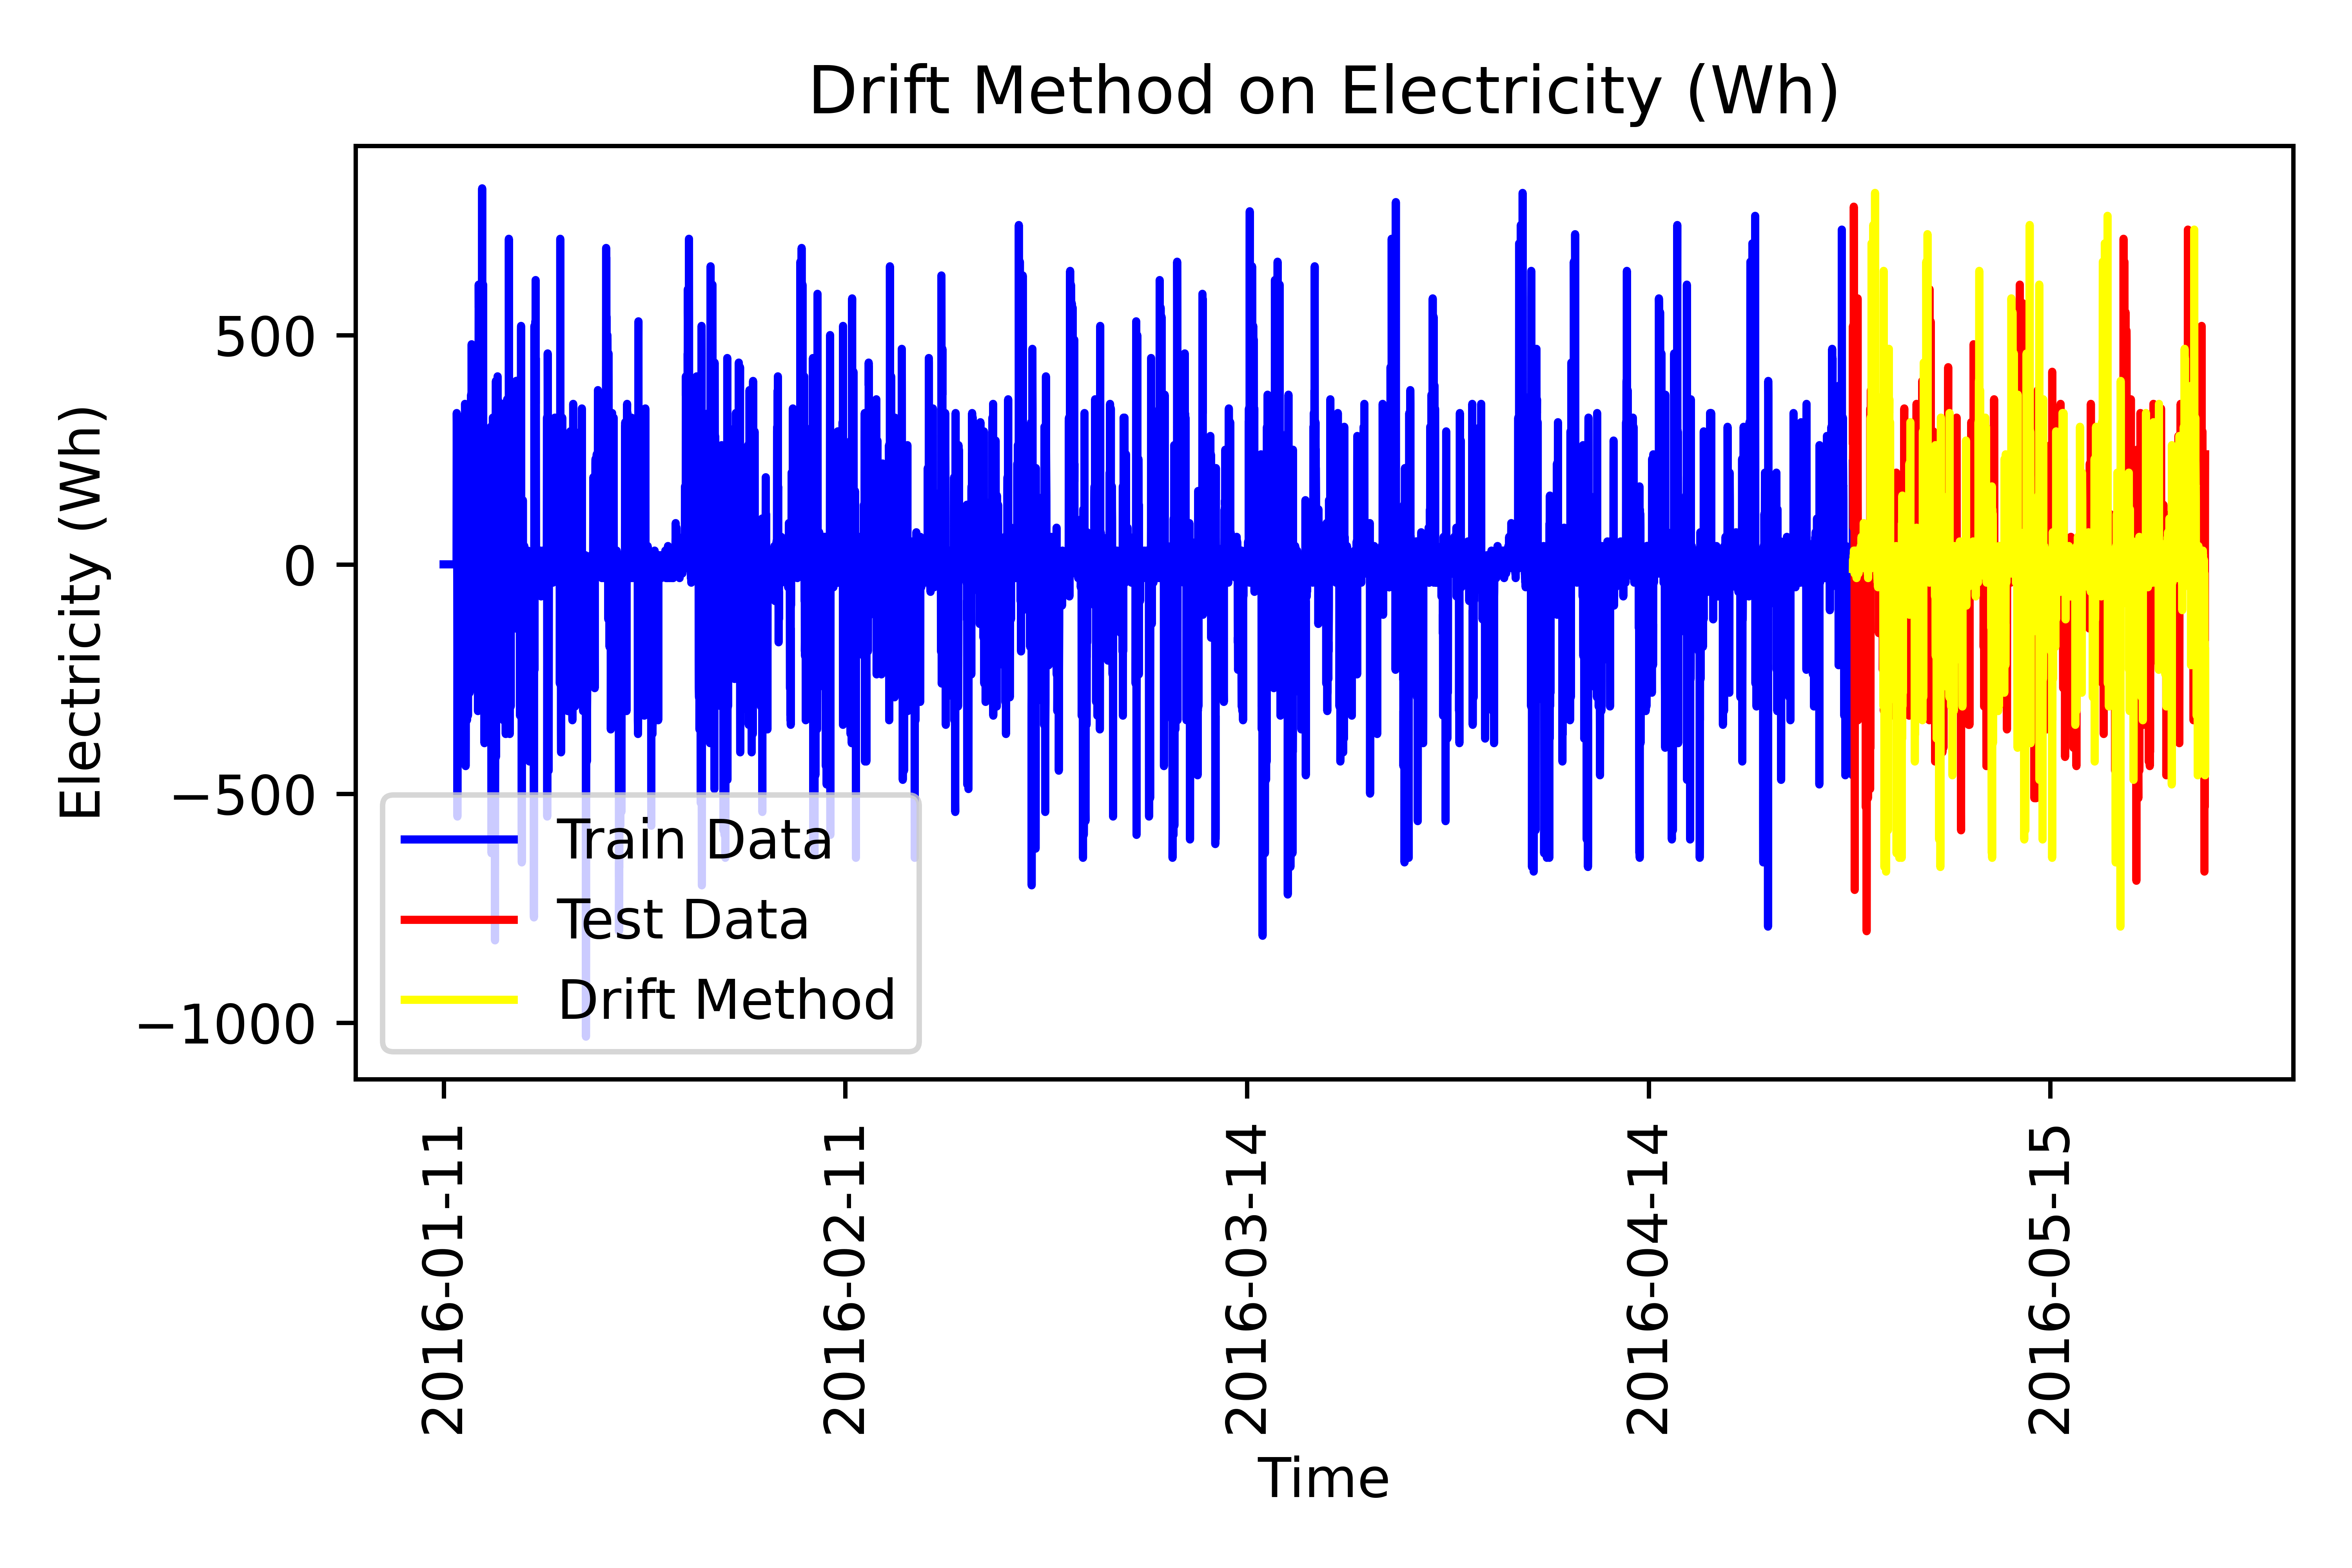 Drift Method on Electricity (Wh)
Electricity (Wh)
500
0
−500
−1000
Train Data
Test Data
Drift Method
2016-01-11
2016-02-11
2016-03-14
2016-04-14
2016-05-15
Time